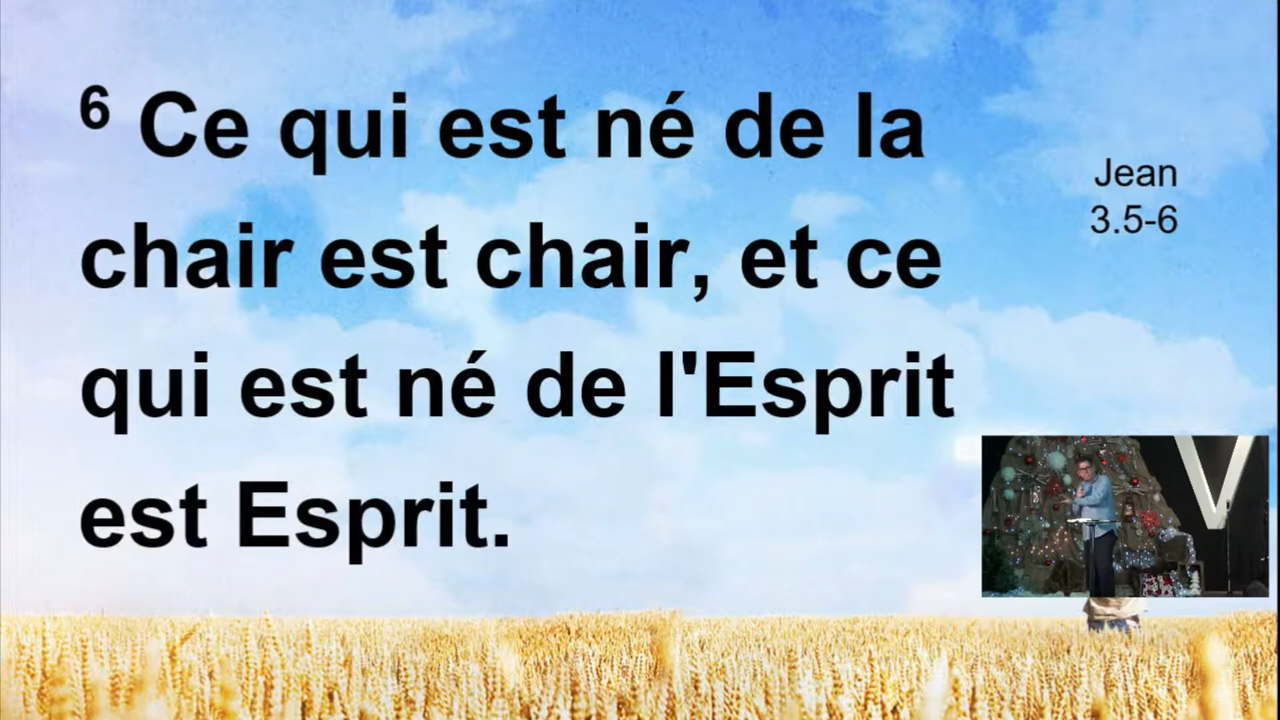 6 Ce qui est né de la
chair est chair, et ce
qui est né de l'Esprit
est Esprit.
Jean
3.5-6
V